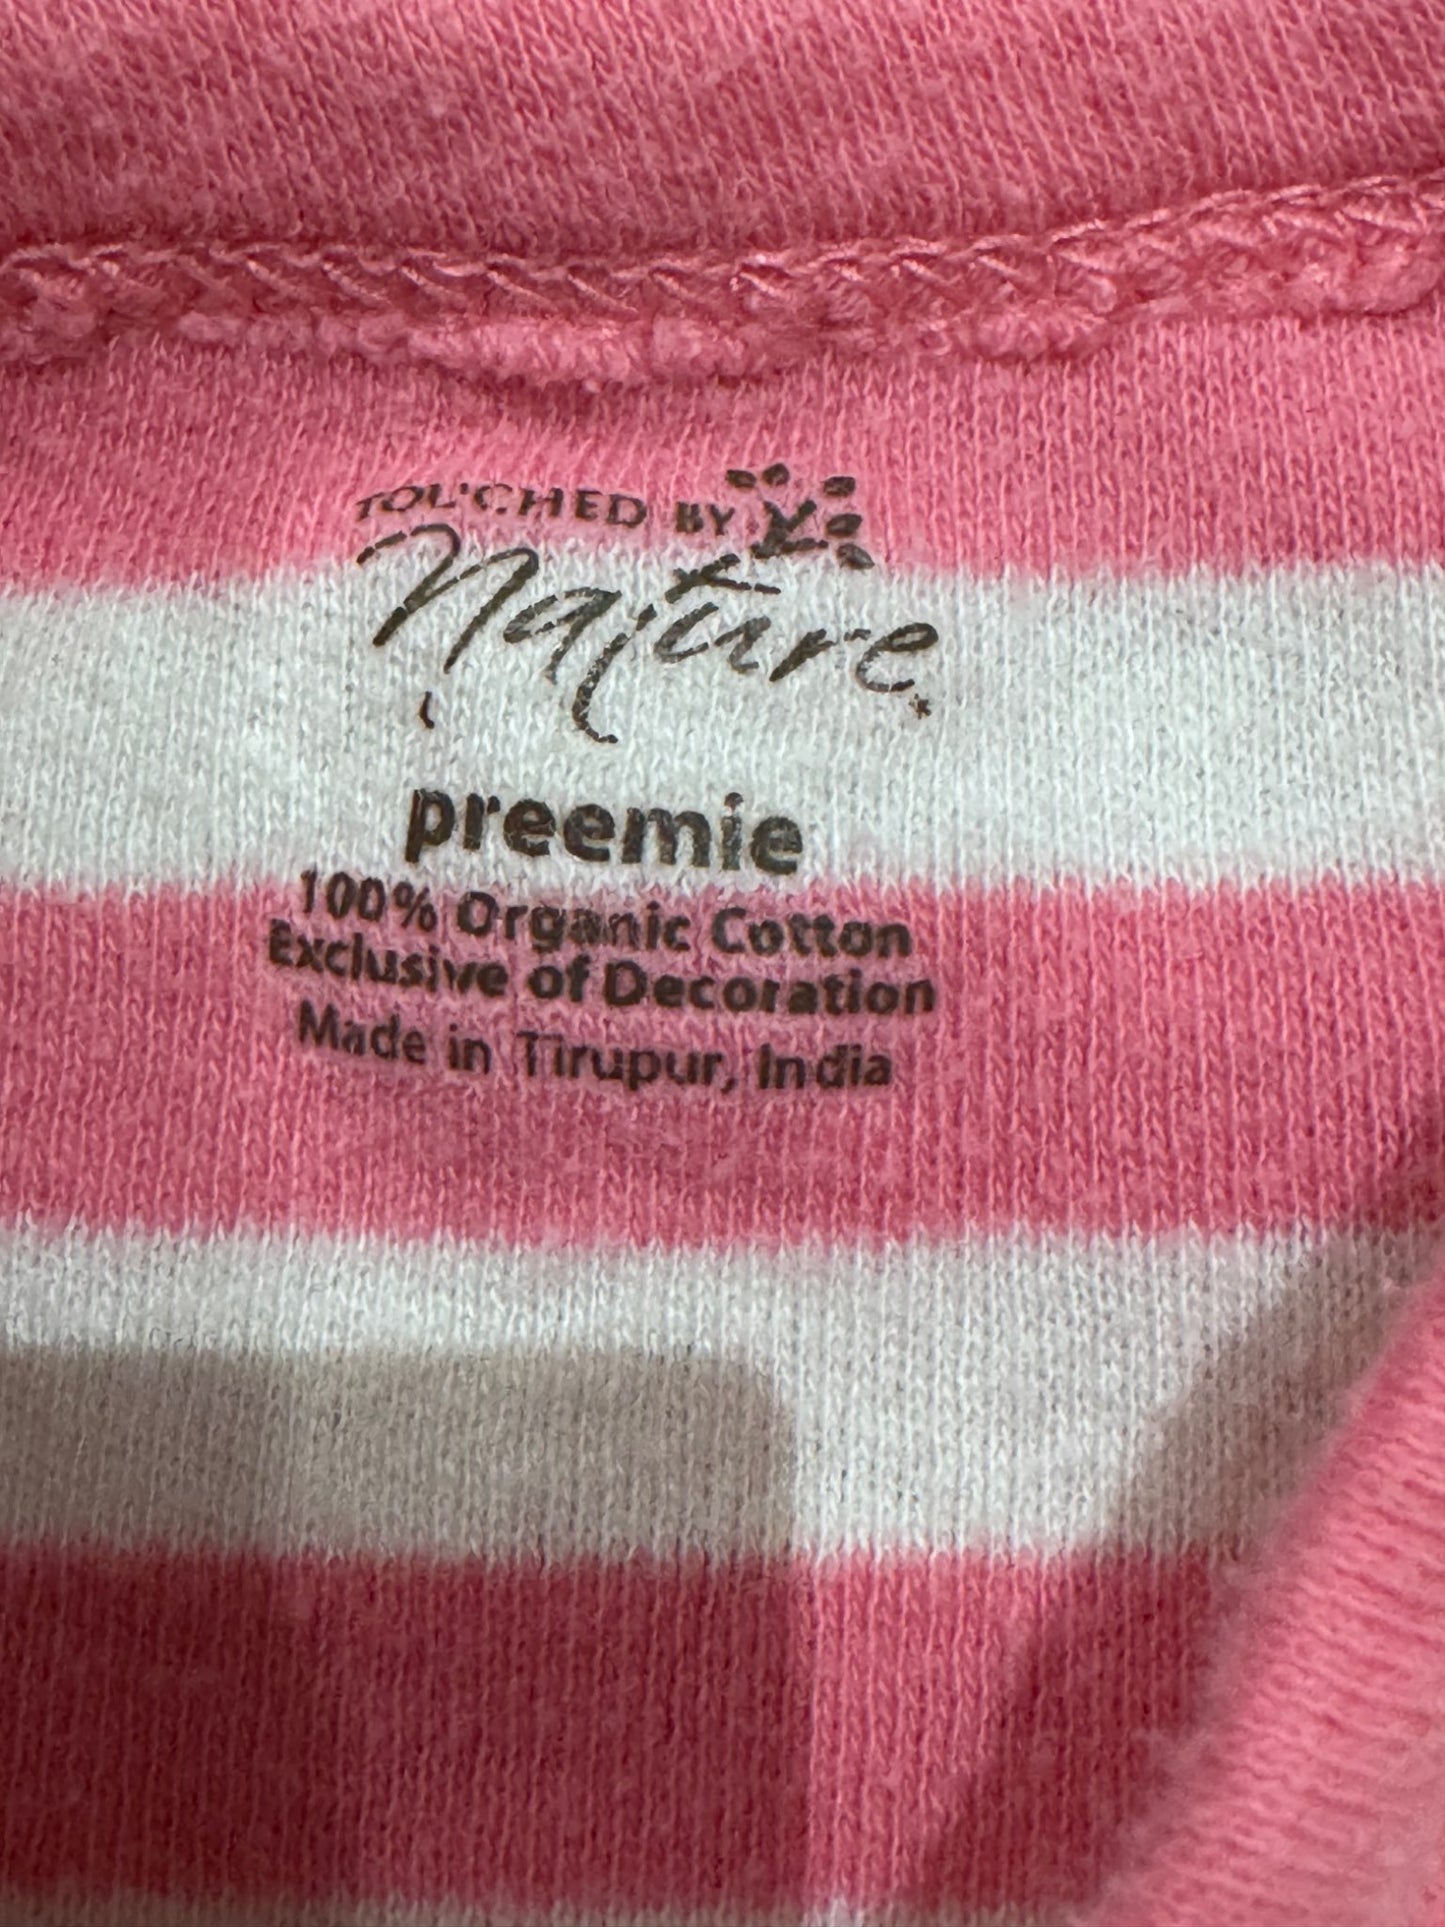 TOUCHED BY
nature
preemie
100% Organic Cotton
Exclusive of Decoration
Made in Tirupur, India